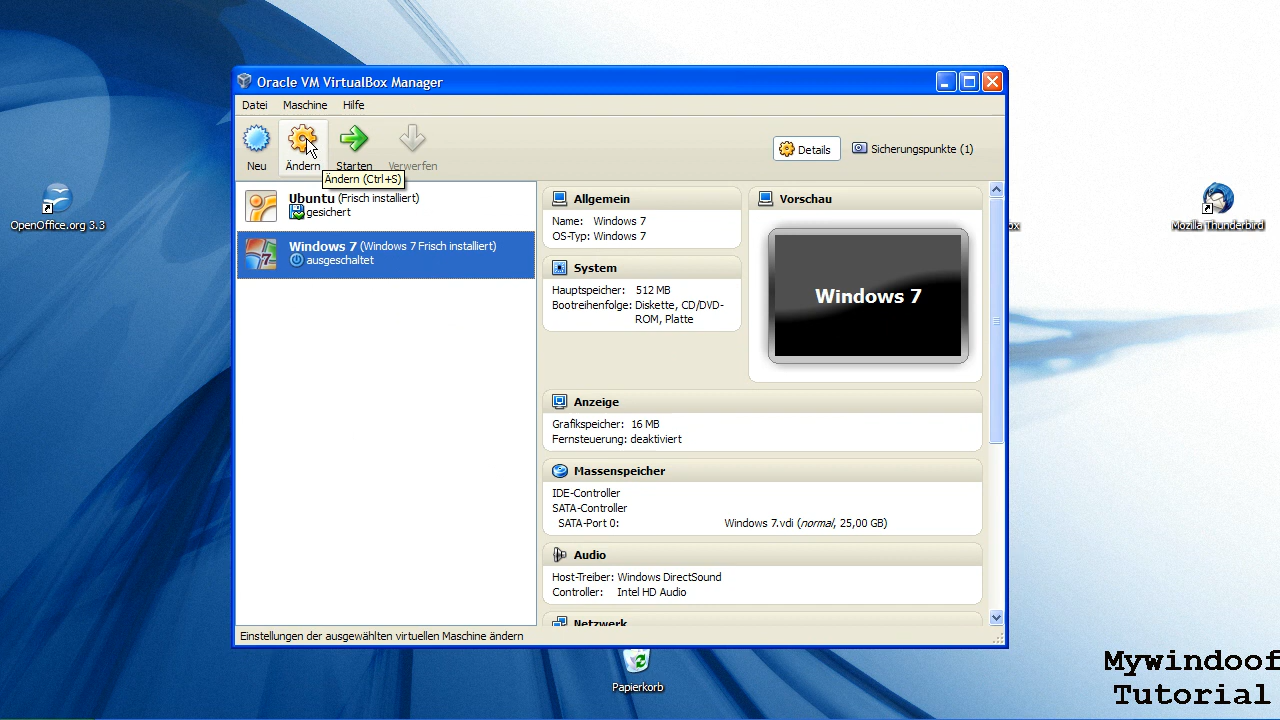 Oracle VM VirtualBox Manager
Datei Maschine Hilfe
Neu Ändern Starten Verwerfen
Details Sicherungspunkte (1)
Ändern (Ctrl+S)
Ubuntu (Frisch installiert)
gesichert
Windows 7 (Windows 7 Frisch installiert)
ausgeschaltet
Allgemein
Name: Windows 7
OS-Typ: Windows 7
System
Hauptspeicher: 512 MB
Bootreihenfolge: Diskette, CD/DVD-
ROM, Platte
Vorschau
Windows 7
Anzeige
Grafikspeicher: 16 MB
Fernsteuerung: deaktiviert
Massenspeicher
IDE-Controller
SATA-Controller
SATA-Port 0: Windows 7.vdi (normal, 25,00 GB)
Audio
Host-Treiber: Windows DirectSound
Controller: Intel HD Audio
Netzwerk
Einstellungen der ausgewählten virtuellen Maschine ändern
OpenOffice.org 3.3
ox
Mozilla Thunderbird
Papierkorb
Mywindoof
Tutorial